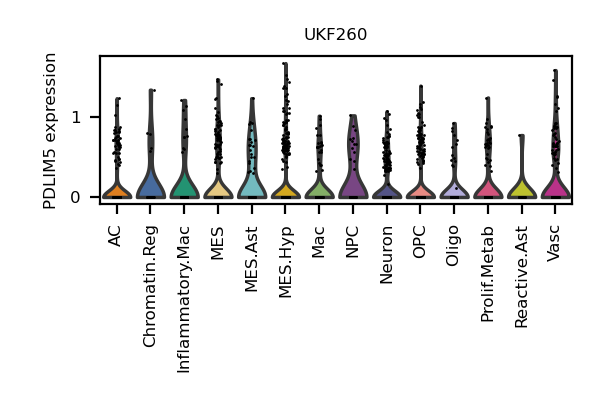 UKF260
PDLIM5 expression
1
0
AC
Chromatin.Reg
Inflammatory.Mac
MES
MES.Ast
MES.Hyp
Mac
NPC
Neuron
OPC
Oligo
Prolif.Metab
Reactive.Ast
Vasc